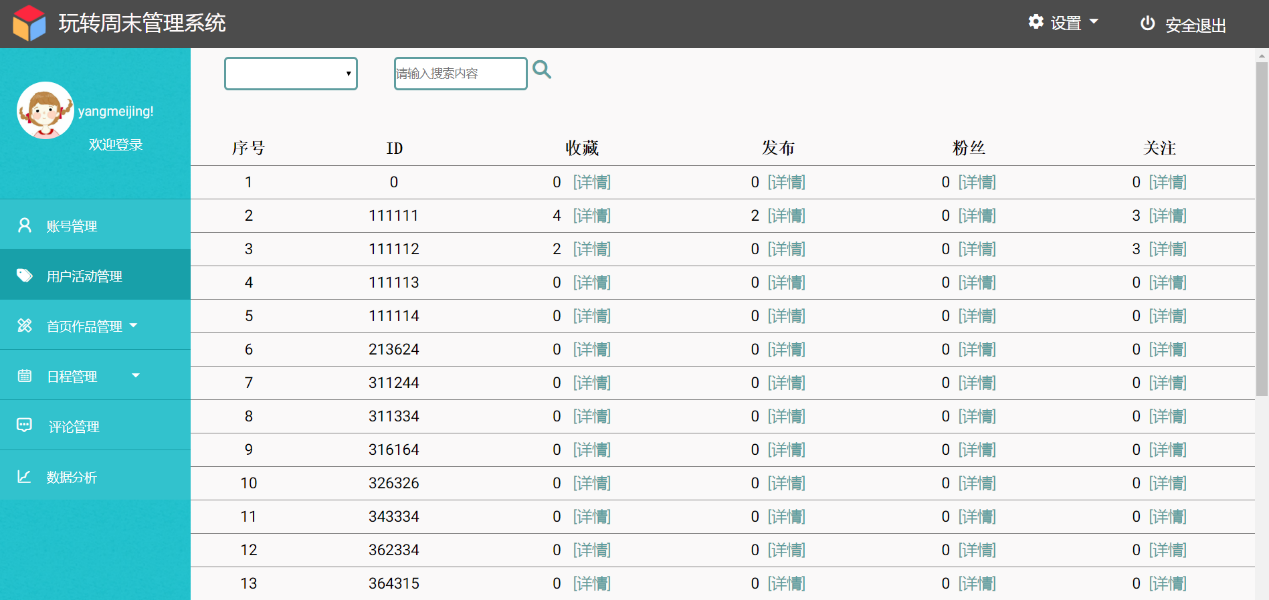 玩转周末管理系统 设置 安全退出
yangmeijing!
欢迎登录
账号管理
用户活动管理
首页作品管理
日程管理
评论管理
数据分析
请输入搜索内容
序号 ID 收藏 发布 粉丝 关注
1 0 0 [详情] 0 [详情] 0 [详情] 0 [详情]
2 111111 4 [详情] 2 [详情] 0 [详情] 3 [详情]
3 111112 2 [详情] 0 [详情] 0 [详情] 3 [详情]
4 111113 0 [详情] 0 [详情] 0 [详情] 0 [详情]
5 111114 0 [详情] 0 [详情] 0 [详情] 0 [详情]
6 213624 0 [详情] 0 [详情] 0 [详情] 0 [详情]
7 311244 0 [详情] 0 [详情] 0 [详情] 0 [详情]
8 311334 0 [详情] 0 [详情] 0 [详情] 0 [详情]
9 316164 0 [详情] 0 [详情] 0 [详情] 0 [详情]
10 326326 0 [详情] 0 [详情] 0 [详情] 0 [详情]
11 343334 0 [详情] 0 [详情] 0 [详情] 0 [详情]
12 362334 0 [详情] 0 [详情] 0 [详情] 0 [详情]
13 364315 0 [详情] 0 [详情] 0 [详情] 0 [详情]